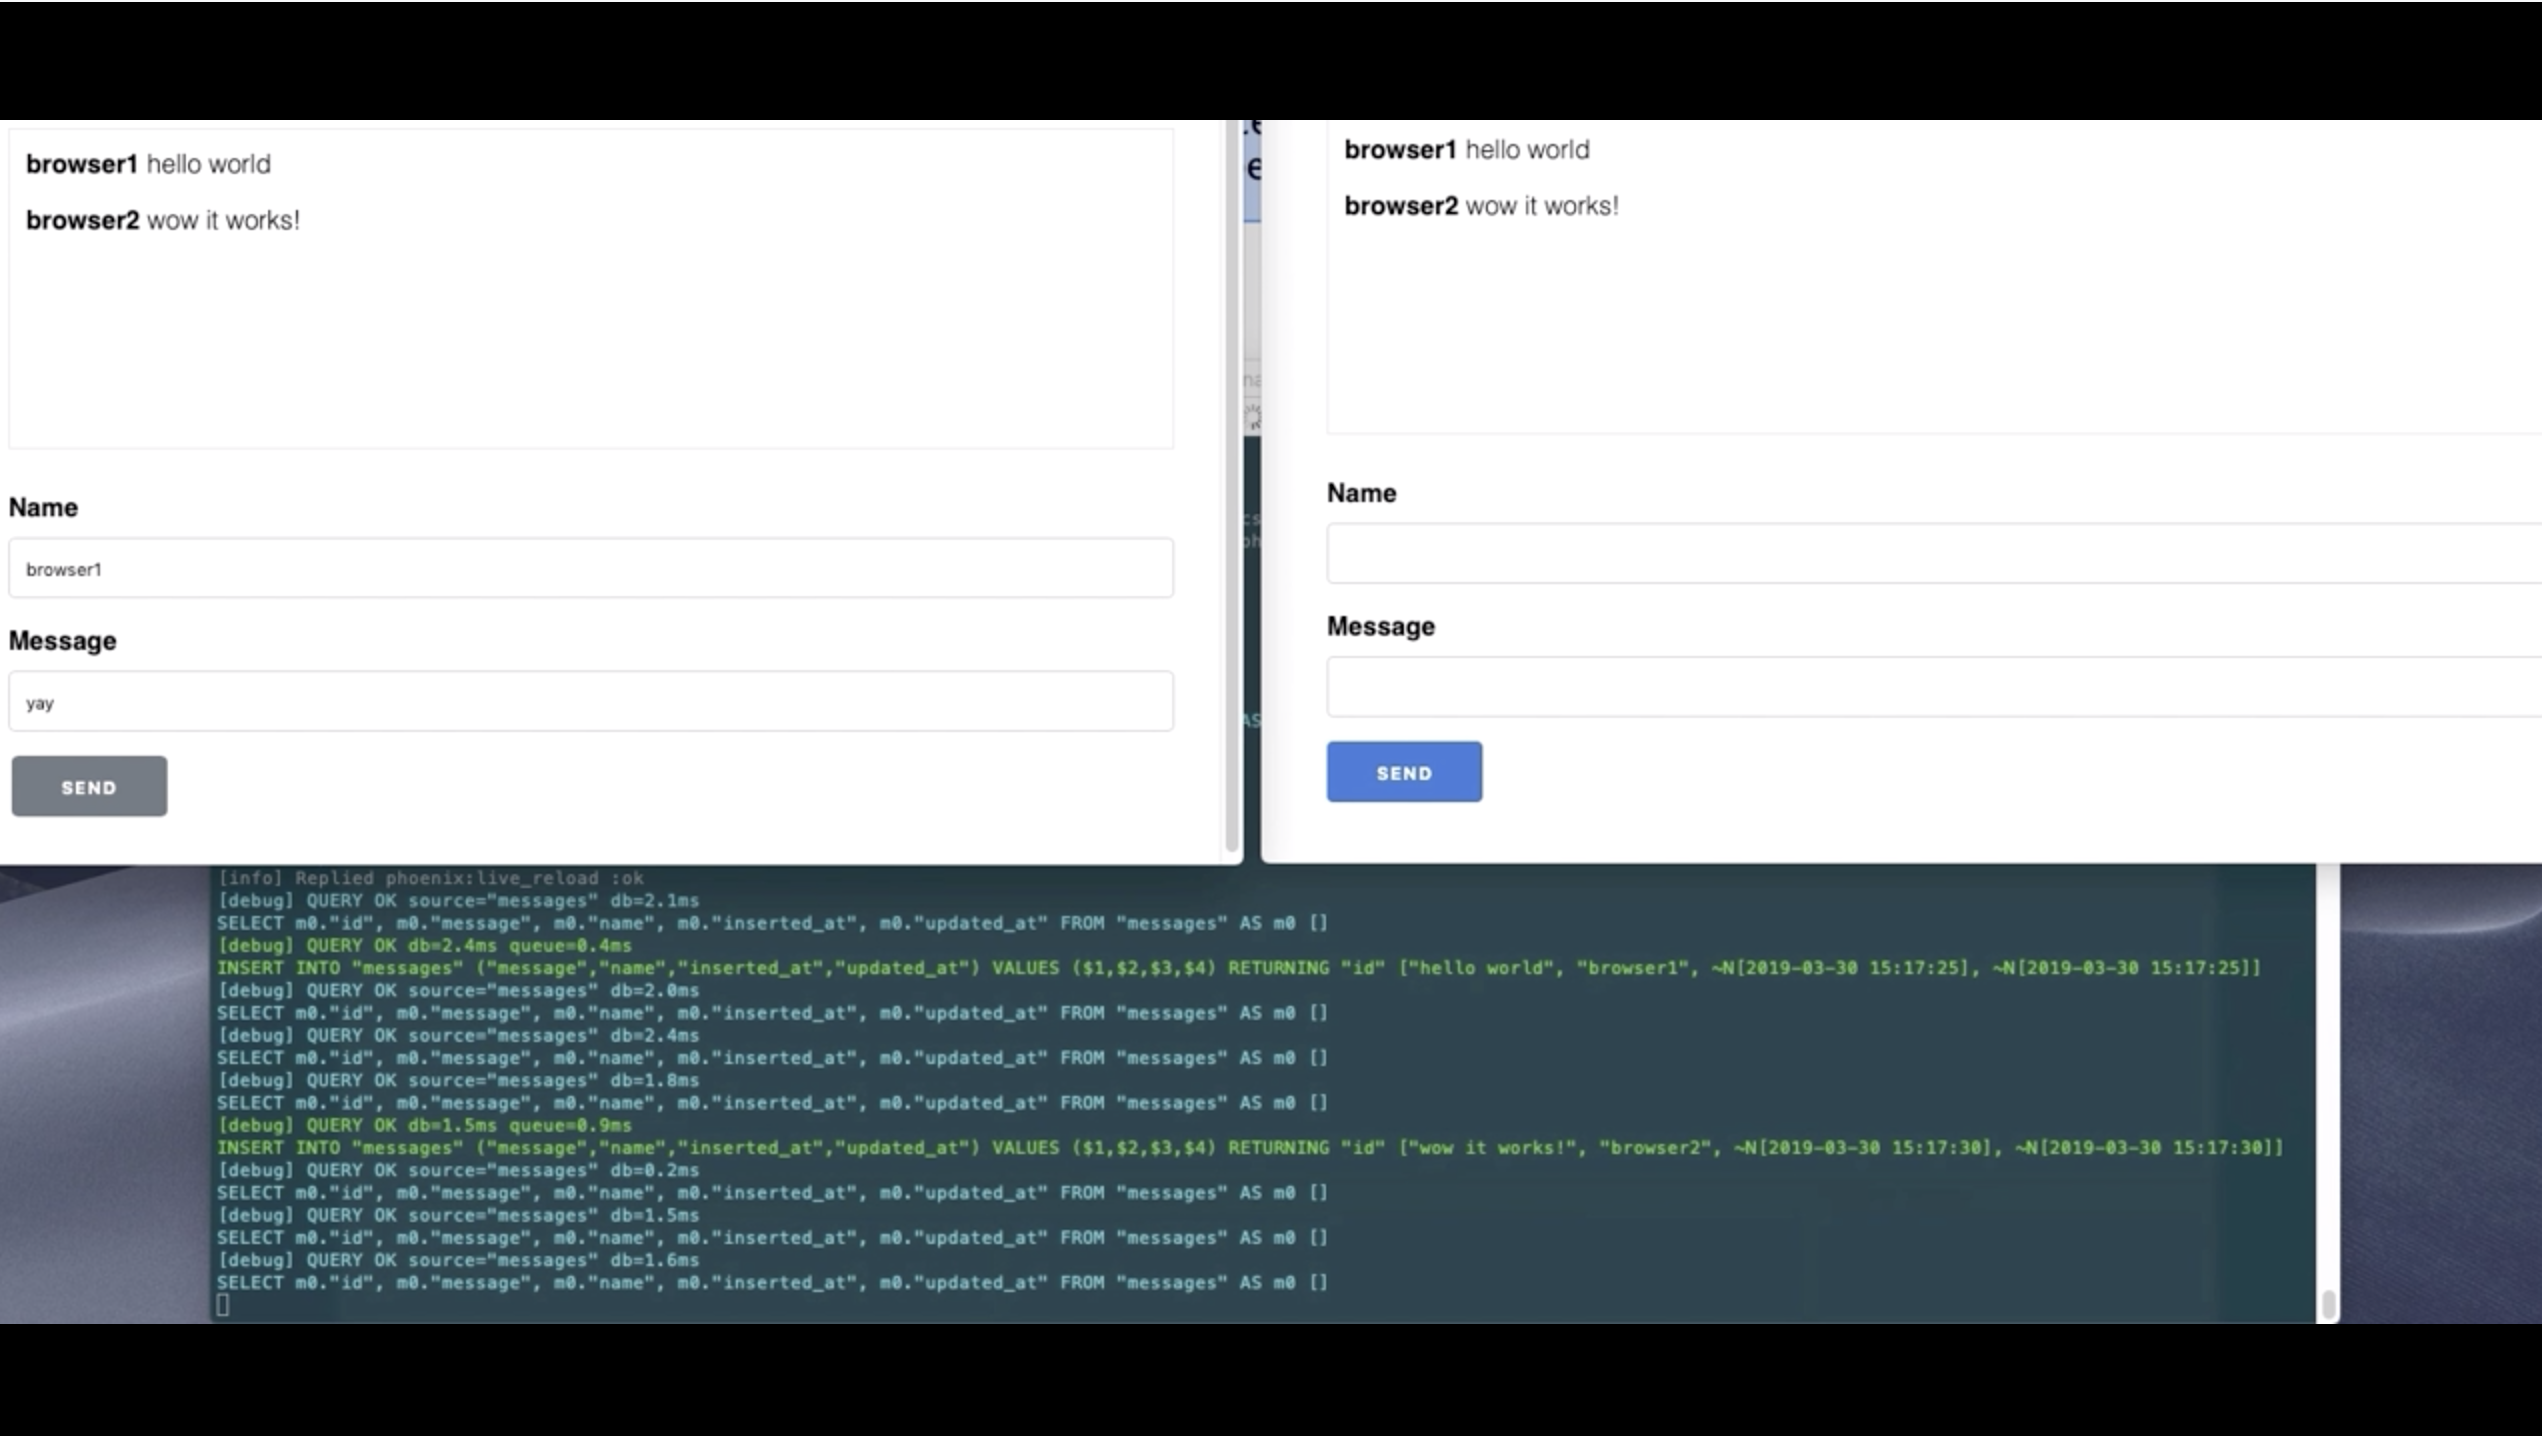 browser1 hello world
browser2 wow it works!
Name
browser1
Message
yay
SEND
browser1 hello world
browser2 wow it works!
Name
Message
SEND
[info] Replied phoenix:live_reload :ok
[debug] QUERY OK source="messages" db=2.1ms
SELECT m0."id", m0."message", m0."name", m0."inserted_at", m0."updated_at" FROM "messages" AS m0 []
[debug] QUERY OK db=2.4ms queue=0.4ms
INSERT INTO "messages" ("message","name","inserted_at","updated_at") VALUES ($1,$2,$3,$4) RETURNING "id" ["hello world", "browser1", ~N[2019-03-30 15:17:25], ~N[2019-03-30 15:17:25]]
[debug] QUERY OK source="messages" db=2.0ms
SELECT m0."id", m0."message", m0."name", m0."inserted_at", m0."updated_at" FROM "messages" AS m0 []
[debug] QUERY OK source="messages" db=2.4ms
SELECT m0."id", m0."message", m0."name", m0."inserted_at", m0."updated_at" FROM "messages" AS m0 []
[debug] QUERY OK source="messages" db=1.8ms
SELECT m0."id", m0."message", m0."name", m0."inserted_at", m0."updated_at" FROM "messages" AS m0 []
[debug] QUERY OK db=1.5ms queue=0.9ms
INSERT INTO "messages" ("message","name","inserted_at","updated_at") VALUES ($1,$2,$3,$4) RETURNING "id" ["wow it works!", "browser2", ~N[2019-03-30 15:17:30], ~N[2019-03-30 15:17:30]]
[debug] QUERY OK source="messages" db=0.2ms
SELECT m0."id", m0."message", m0."name", m0."inserted_at", m0."updated_at" FROM "messages" AS m0 []
[debug] QUERY OK source="messages" db=1.5ms
SELECT m0."id", m0."message", m0."name", m0."inserted_at", m0."updated_at" FROM "messages" AS m0 []
[debug] QUERY OK source="messages" db=1.6ms
SELECT m0."id", m0."message", m0."name", m0."inserted_at", m0."updated_at" FROM "messages" AS m0 []